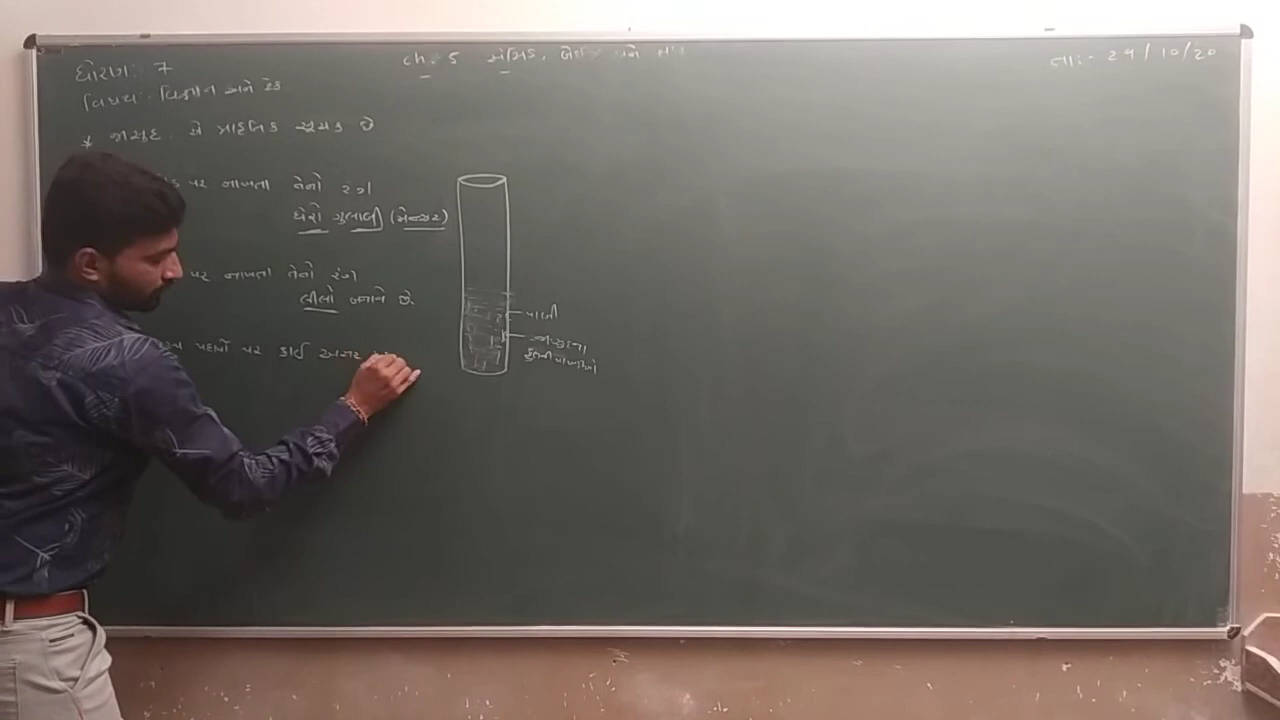 ધોરણ: 7
ch. 5 એસિડ, બેઈઝ અને
તા:- 29/10/20
વિષય: વિજ્ઞાન અને ટેક
* જાસૂદ એ પ્રાકૃતિક સૂચક છે
પર નાખતા તેનો રંગ
ઘેરો ગુલાબી (મેજન્ટા)
પર નાખતા તેનો રંગ
લીલો બનાવે છે.
પાણી
જાસૂદના
ફુલની પાંખડીઓ
પદાર્થો પર કોઈ અસર